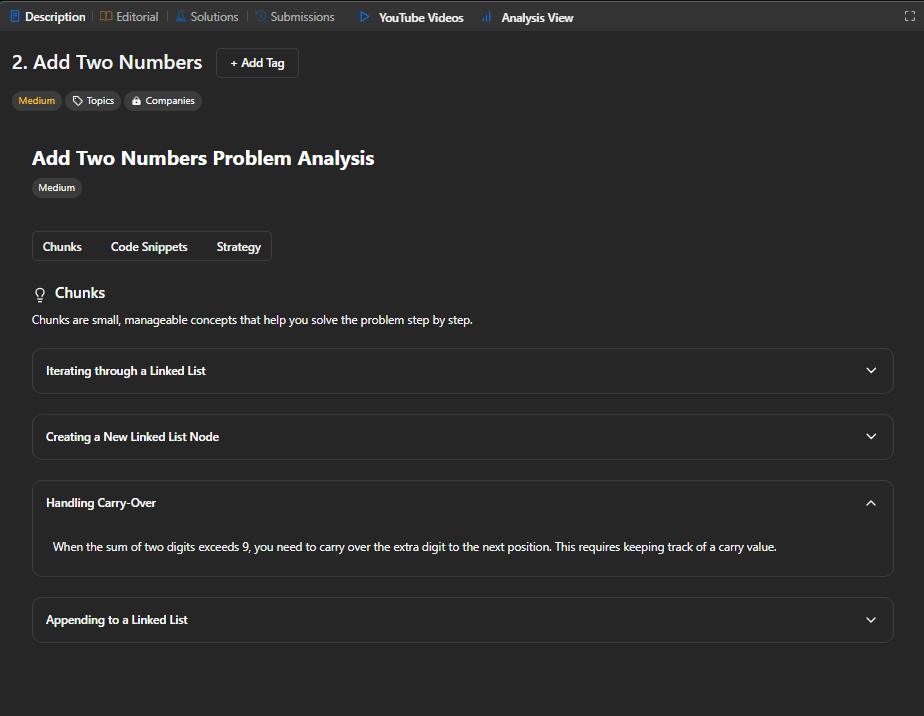 Description Editorial Solutions Submissions YouTube Videos Analysis View
2. Add Two Numbers + Add Tag
Medium Topics Companies
Add Two Numbers Problem Analysis
Medium
Chunks Code Snippets Strategy
Chunks
Chunks are small, manageable concepts that help you solve the problem step by step.
Iterating through a Linked List
Creating a New Linked List Node
Handling Carry-Over
When the sum of two digits exceeds 9, you need to carry over the extra digit to the next position. This requires keeping track of a carry value.
Appending to a Linked List